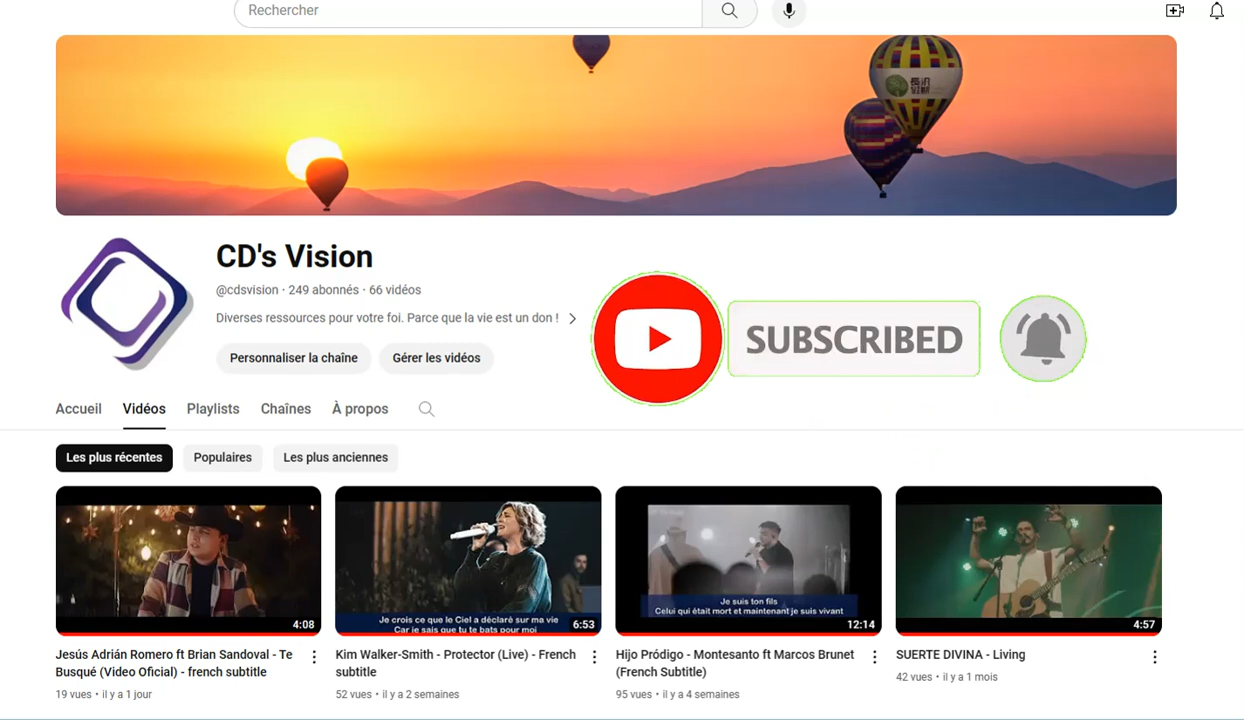 Rechercher
長沢
CD's Vision
@cdsvision · 249 abonnés · 66 vidéos
Diverses ressources pour votre foi. Parce que la vie est un don !
Personnaliser la chaîne
Gérer les vidéos
SUBSCRIBED
Accueil
Vidéos
Playlists
Chaînes
À propos
Les plus récentes
Populaires
Les plus anciennes
4:08
Je crois ce que le Ciel a déclaré sur ma vie
Car je sais que tu te bats pour moi
6:53
Je suis ton fils
Celui qui était mort et maintenant je suis vivant
12:14
4:57
Jesús Adrián Romero ft Brian Sandoval - Te
Busqué (Video Oficial) - french subtitle
19 vues · il y a 1 jour
Kim Walker-Smith - Protector (Live) - French
subtitle
52 vues · il y a 2 semaines
Hijo Pródigo - Montesanto ft Marcos Brunet
(French Subtitle)
95 vues · il y a 4 semaines
SUERTE DIVINA - Living
42 vues · il y a 1 mois